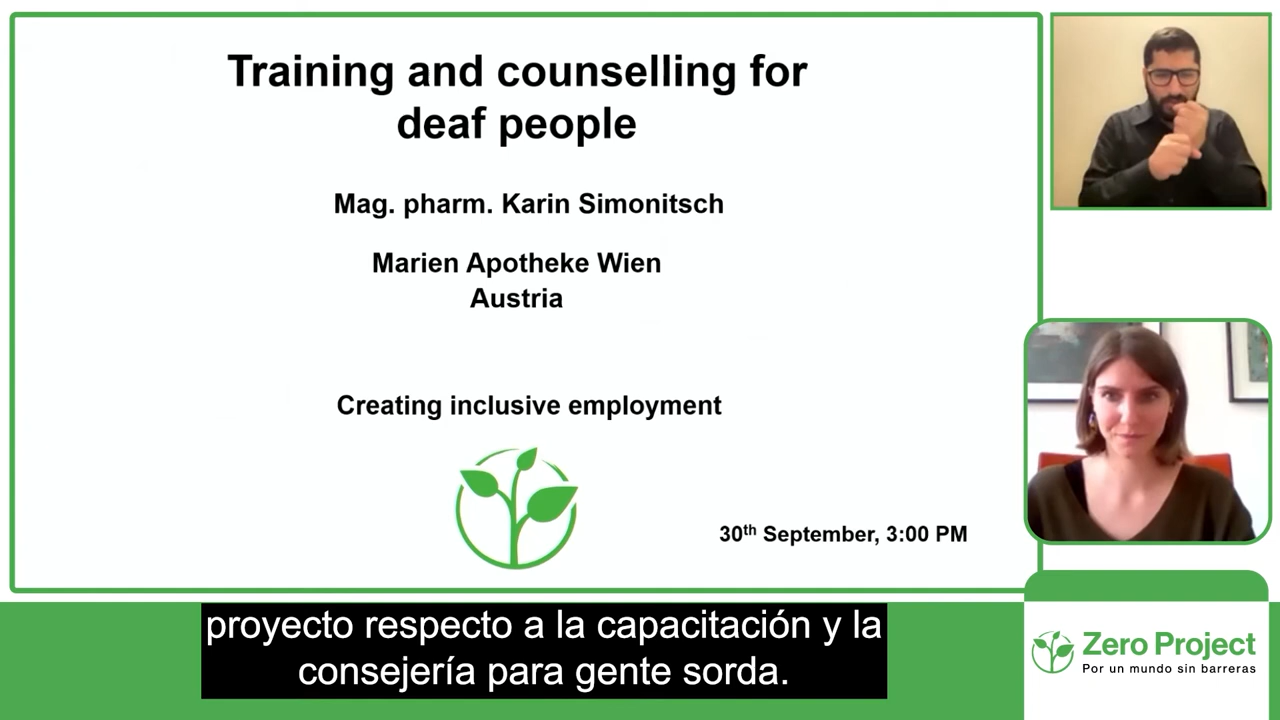 Training and counselling for
deaf people
Mag. pharm. Karin Simonitsch
Marien Apotheke Wien
Austria
Creating inclusive employment
30th September, 3:00 PM
proyecto respecto a la capacitación y la
consejería para gente sorda.
Zero Project
Por un mundo sin barreras